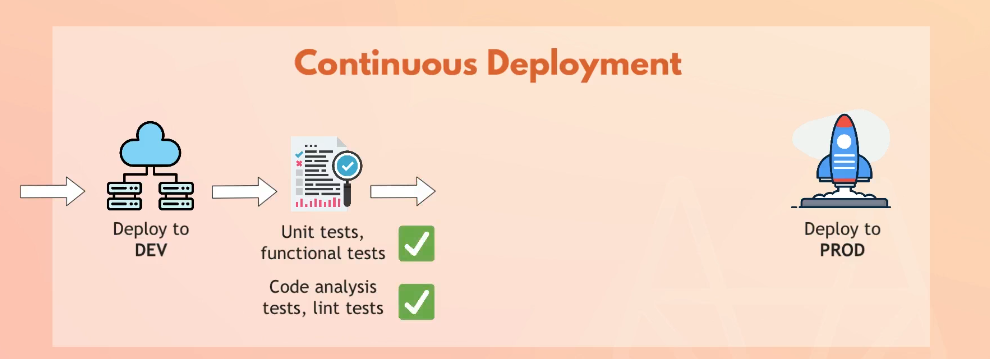 Continuous Deployment
Deploy to
DEV
Unit tests,
functional tests
Code analysis
tests, lint tests
Deploy to
PROD